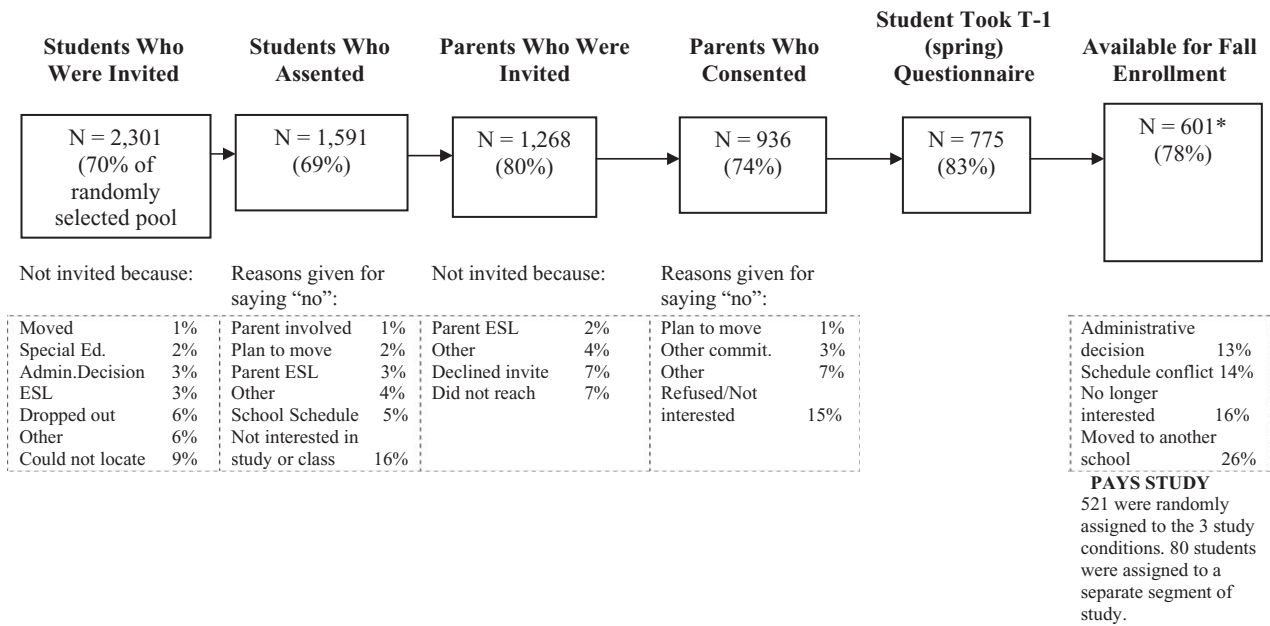 Students Who
Were Invited
Students Who
Assented
Parents Who Were
Invited
Parents Who
Consented
Student Took T-1
(spring)
Questionnaire
Available for Fall
Enrollment
N = 2,301
(70% of
randomly
selected pool
N = 1,591
(69%)
N = 1,268
(80%)
N = 936
(74%)
N = 775
(83%)
N = 601*
(78%)
Not invited because:
Moved 1%
Special Ed. 2%
Admin.Decision 3%
ESL 3%
Dropped out 6%
Other 6%
Could not locate 9%
Reasons given for
saying “no”:
Parent involved 1%
Plan to move 2%
Parent ESL 3%
Other 4%
School Schedule 5%
Not interested in
study or class 16%
Not invited because:
Parent ESL 2%
Other 4%
Declined invite 7%
Did not reach 7%
Reasons given for
saying “no”:
Plan to move 1%
Other commit. 3%
Other 7%
Refused/Not
interested 15%
Administrative
decision 13%
Schedule conflict 14%
No longer
interested 16%
Moved to another
school 26%
PAYS STUDY
521 were randomly
assigned to the 3 study
conditions. 80 students
were assigned to a
separate segment of
study.